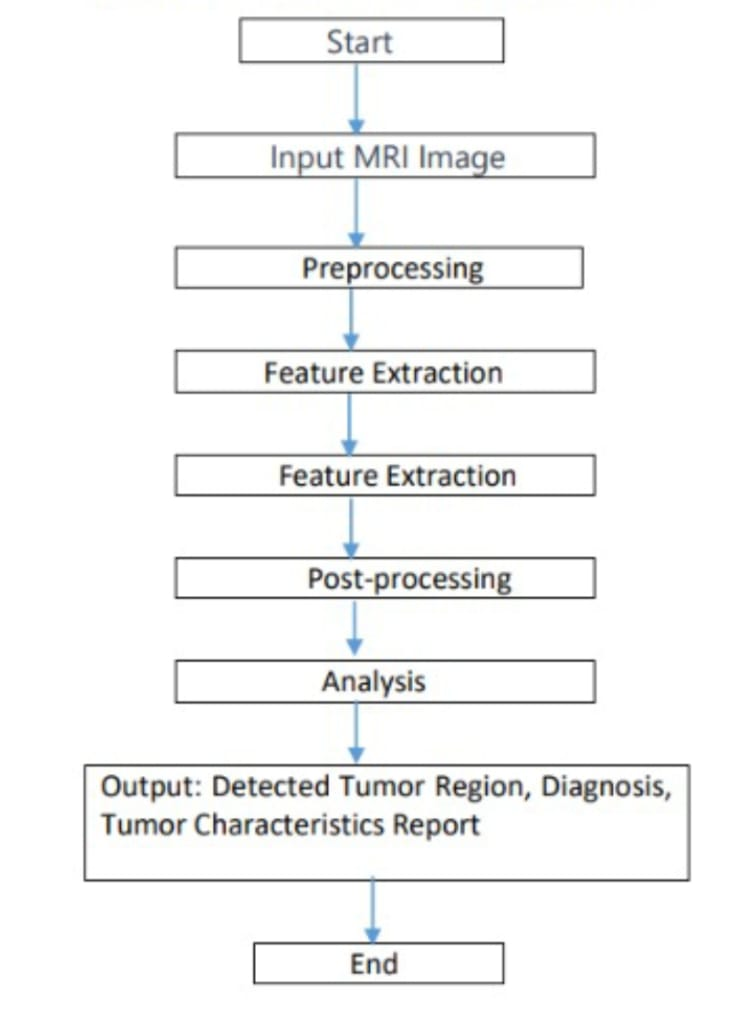 Start
Input MRI Image
Preprocessing
Feature Extraction
Feature Extraction
Post-processing
Analysis
Output: Detected Tumor Region, Diagnosis,
Tumor Characteristics Report
End